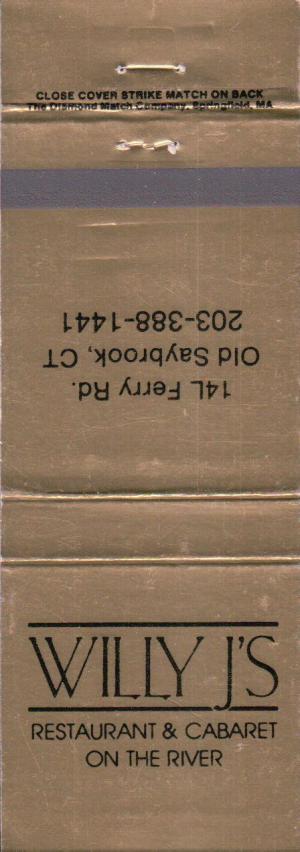 CLOSE COVER STRIKE MATCH ON BACK
The Diamond Match Company, Springfield, MA
14L Ferry Rd.
Old Saybrook, CT
203-388-1441
WILLY J'S
RESTAURANT & CABARET
ON THE RIVER